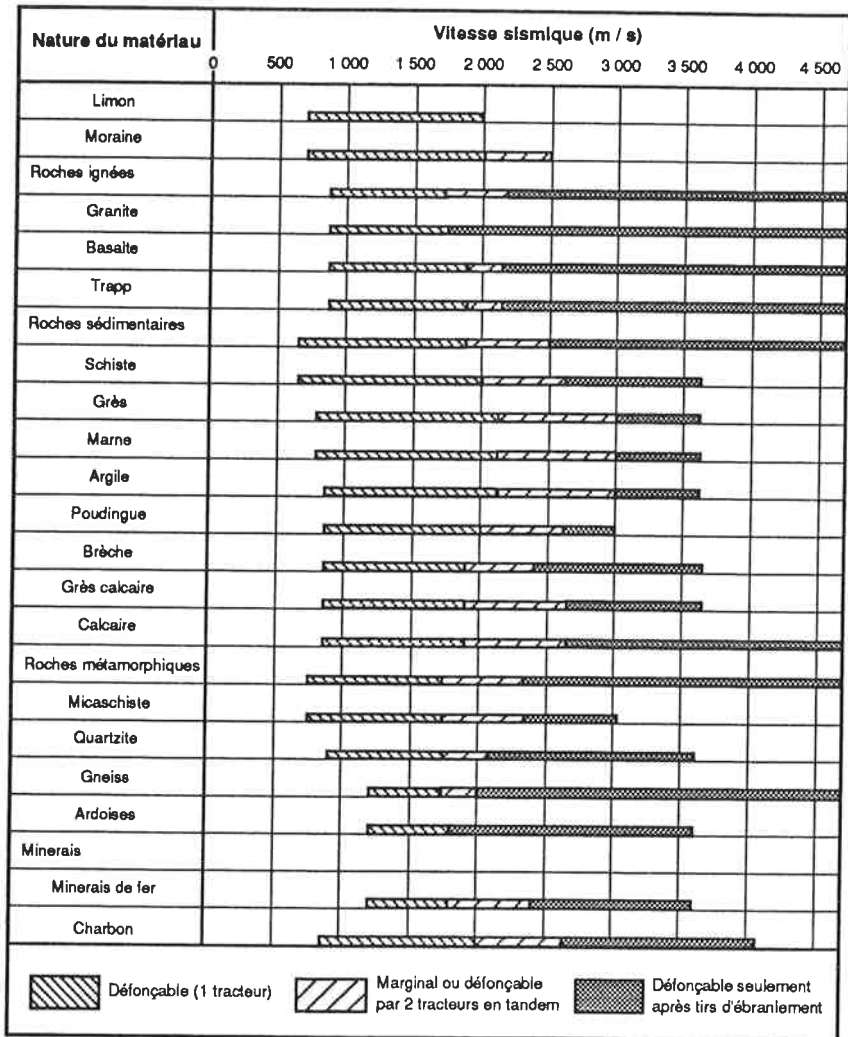 Nature du matériau
Vitesse sismique (m / s)
0 500 1 000 1 500 2 000 2 500 3 000 3 500 4 000 4 500
Limon
Moraine
Roches ignées
Granite
Basalte
Trapp
Roches sédimentaires
Schiste
Grès
Marne
Argile
Poudingue
Brèche
Grès calcaire
Calcaire
Roches métamorphiques
Micaschiste
Quartzite
Gneiss
Ardoises
Minerais
Minerais de fer
Charbon
Défonçable (1 tracteur)
Marginal ou défonçable
par 2 tracteurs en tandem
Défonçable seulement
après tirs d'ébranlement